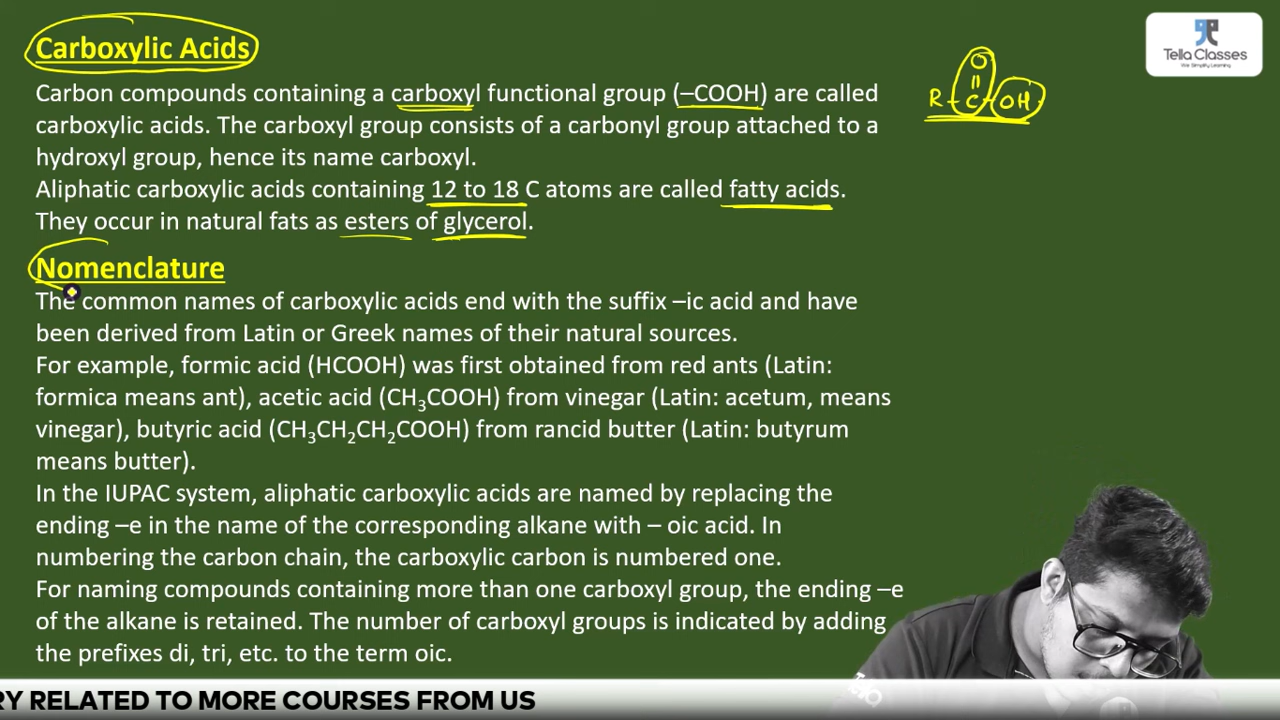 Carboxylic Acids
Carbon compounds containing a carboxyl functional group (–COOH) are called
carboxylic acids. The carboxyl group consists of a carbonyl group attached to a
hydroxyl group, hence its name carboxyl.
Aliphatic carboxylic acids containing 12 to 18 C atoms are called fatty acids.
They occur in natural fats as esters of glycerol.
Nomenclature
The common names of carboxylic acids end with the suffix –ic acid and have
been derived from Latin or Greek names of their natural sources.
For example, formic acid (HCOOH) was first obtained from red ants (Latin:
formica means ant), acetic acid (CH₃COOH) from vinegar (Latin: acetum, means
vinegar), butyric acid (CH₃CH₂CH₂COOH) from rancid butter (Latin: butyrum
means butter).
In the IUPAC system, aliphatic carboxylic acids are named by replacing the
ending –e in the name of the corresponding alkane with – oic acid. In
numbering the carbon chain, the carboxylic carbon is numbered one.
For naming compounds containing more than one carboxyl group, the ending –e
of the alkane is retained. The number of carboxyl groups is indicated by adding
the prefixes di, tri, etc. to the term oic.
O
R–C–OH
Tella Classes
We Simplify Learning
RY RELATED TO MORE COURSES FROM US